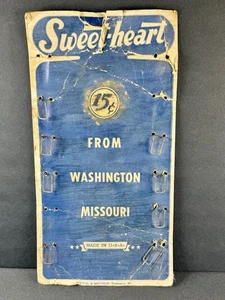 Sweet-heart
15¢
FROM
WASHINGTON
MISSOURI
MADE IN U•S•A•